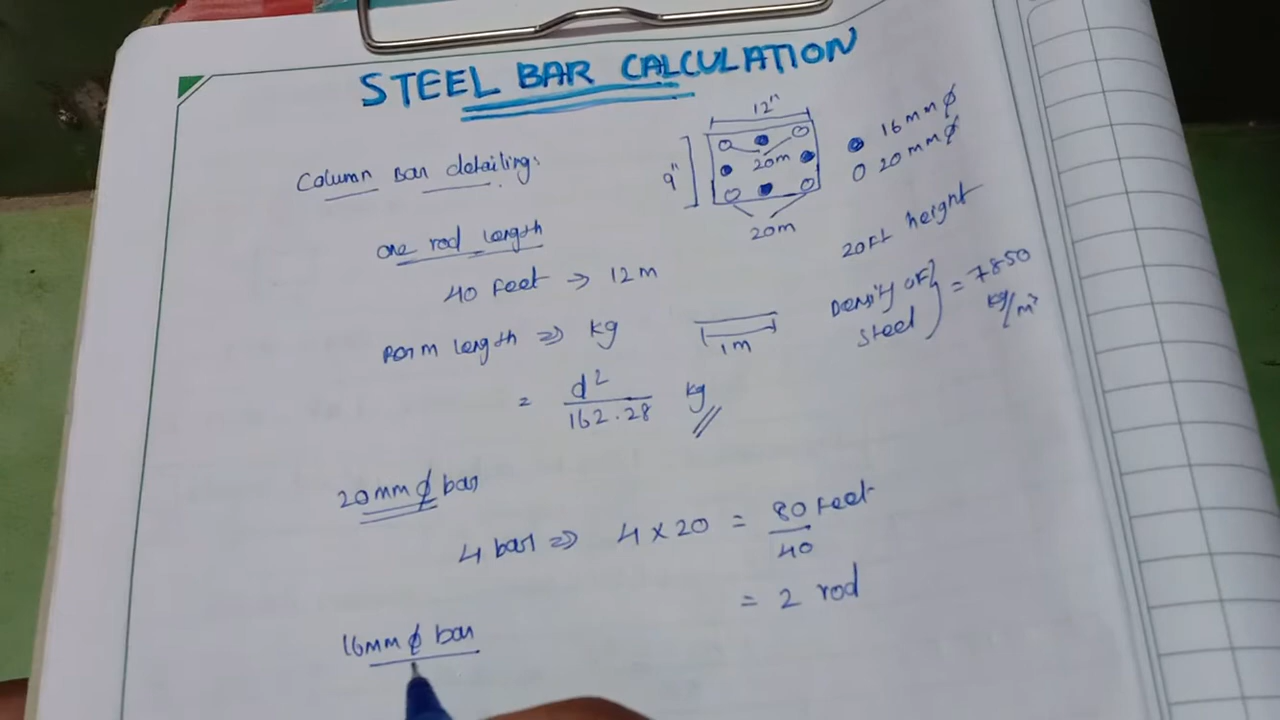 STEEL BAR CALCULATION
12"
9"
20m
20m
16mmϕ
20mmϕ
Column Bar detailing:
one rod length
20Ft height
40 feet → 12m
Density of
steel } = 7850
kg/m³
per m length ⇒ kg
1m
= d²/162.28 kg
20mmϕ bar
4 bar ⇒ 4 x 20 = 80 feet/40
= 2 rod
16mmϕ bar